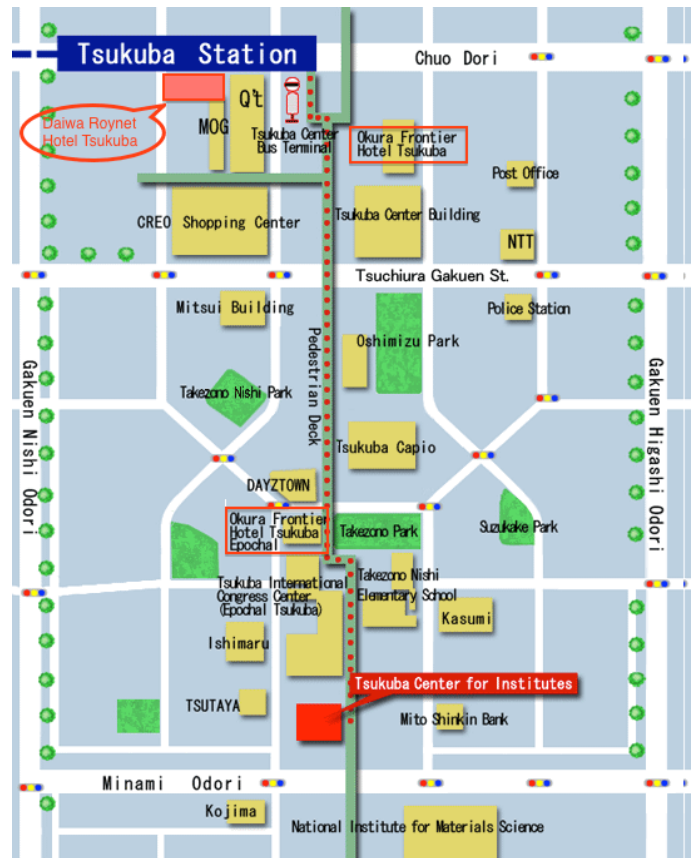 Tsukuba Station
Chuo Dori
Daiwa Roynet
Hotel Tsukuba
Q't
MOG
Tsukuba Center
Bus Terminal
Okura Frontier
Hotel Tsukuba
Post Office
CREO Shopping Center
Tsukuba Center Building
NTT
Tsuchiura Gakuen St.
Mitsui Building
Police Station
Oshimizu Park
Pedestrian Deck
Gakuen Nishi Odori
Gakuen Higashi Odori
Takezono Nishi Park
Tsukuba Capio
DAYZTOWN
Okura Frontier
Hotel Tsukuba
Epochal
Takezono Park
Suzukake Park
Tsukuba International
Congress Center
(Epochal Tsukuba)
Takezono Nishi
Elementary School
Kasumi
Ishimaru
Tsukuba Center for Institutes
TSUTAYA
Mito Shinkin Bank
Minami Odori
Kojima
National Institute for Materials Science